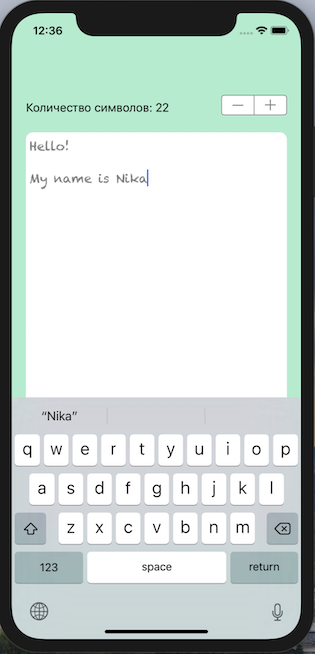 12:36
Количество символов: 22
— +
Hello!
My name is Nika
“Nika”
q w e r t y u i o p
a s d f g h j k l
z x c v b n m
123 space return